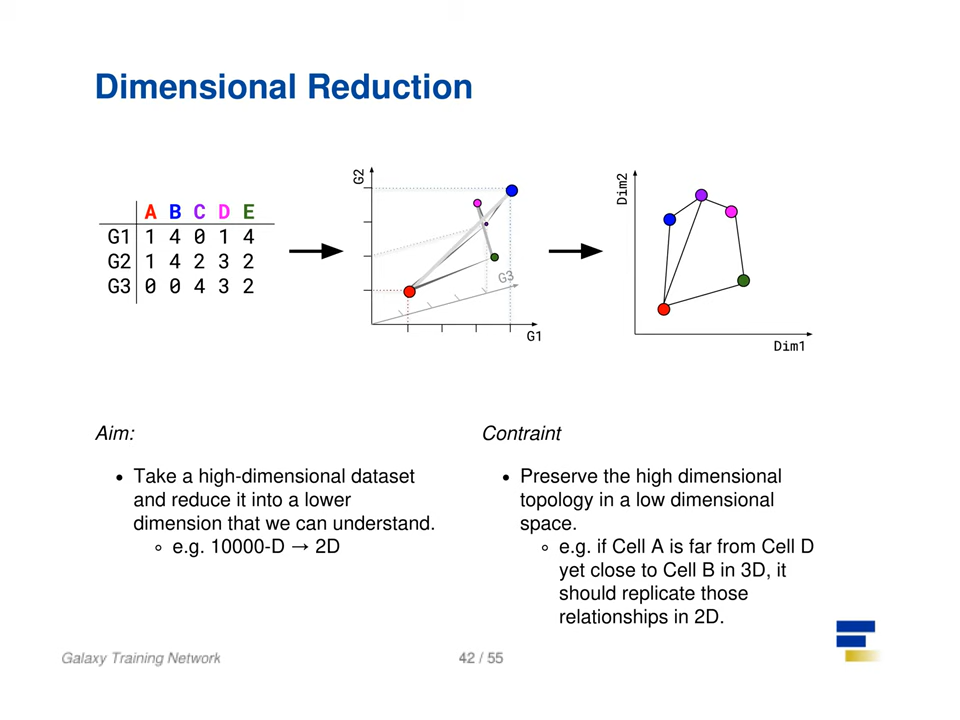 Dimensional Reduction
A B C D E
G1 1 4 0 1 4
G2 1 4 2 3 2
G3 0 0 4 3 2
G2
G3
G1
Dim2
Dim1
Aim:
• Take a high-dimensional dataset
and reduce it into a lower
dimension that we can understand.
◦ e.g. 10000-D → 2D
Contraint
• Preserve the high dimensional
topology in a low dimensional
space.
◦ e.g. if Cell A is far from Cell D
yet close to Cell B in 3D, it
should replicate those
relationships in 2D.
Galaxy Training Network
42 / 55